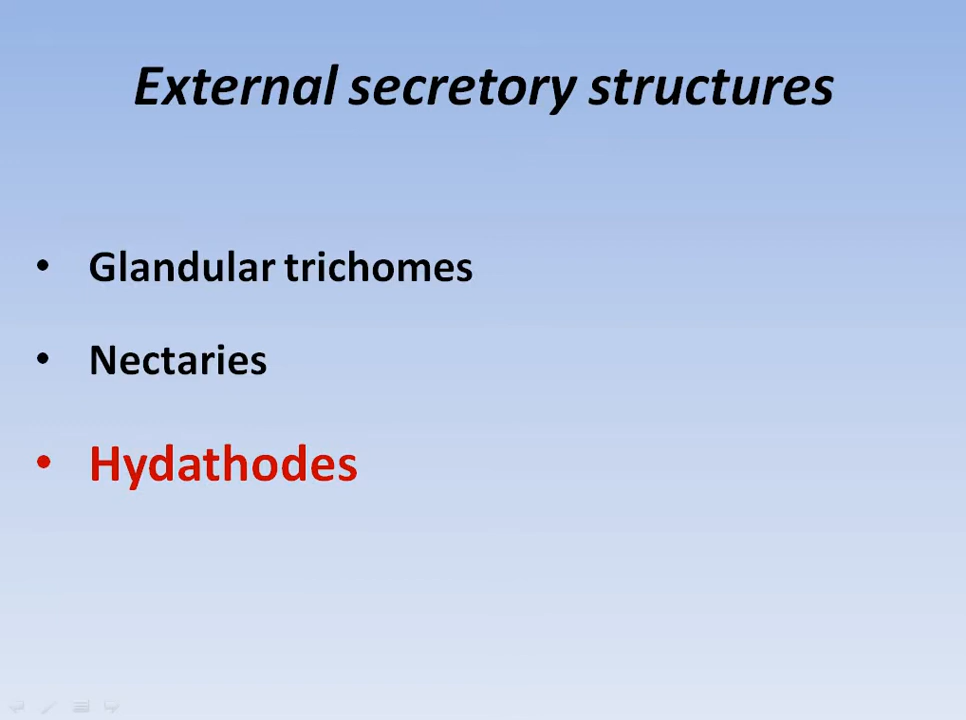 External secretory structures
• Glandular trichomes
• Nectaries
• Hydathodes